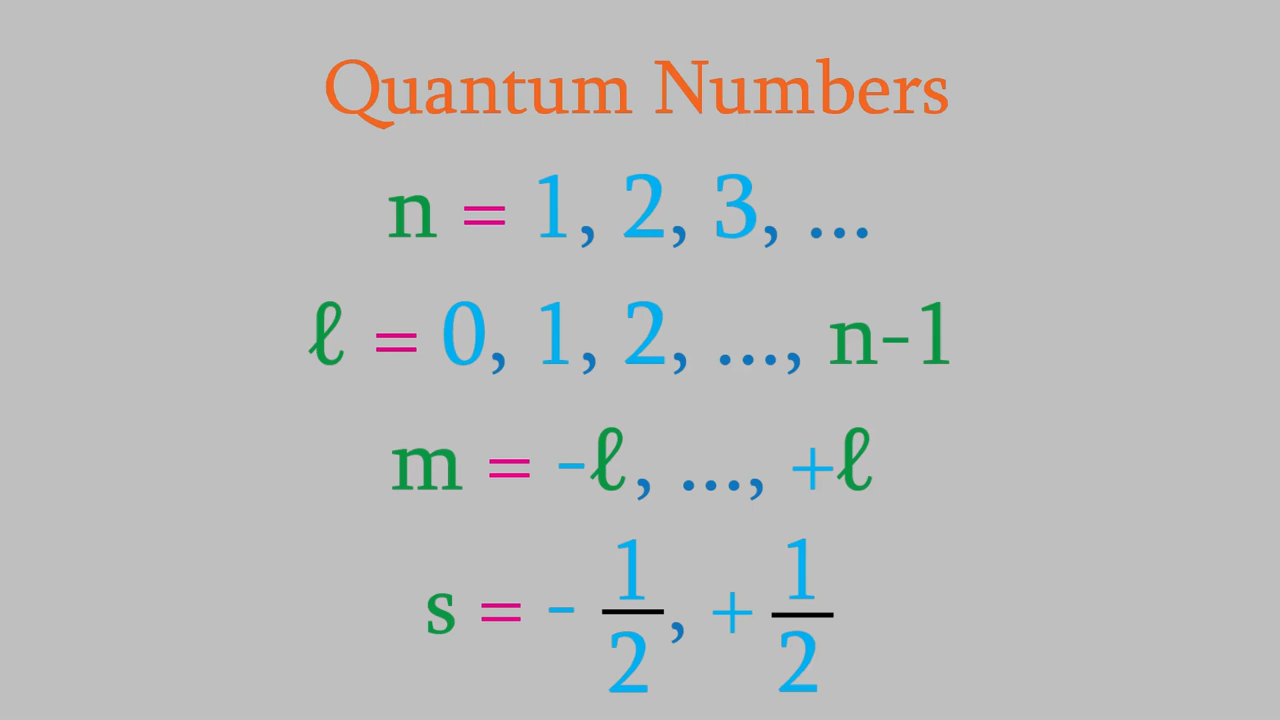 Quantum Numbers
n = 1, 2, 3, ...
ℓ = 0, 1, 2, ..., n-1
m = -ℓ, ..., +ℓ
s = - 1/2, + 1/2